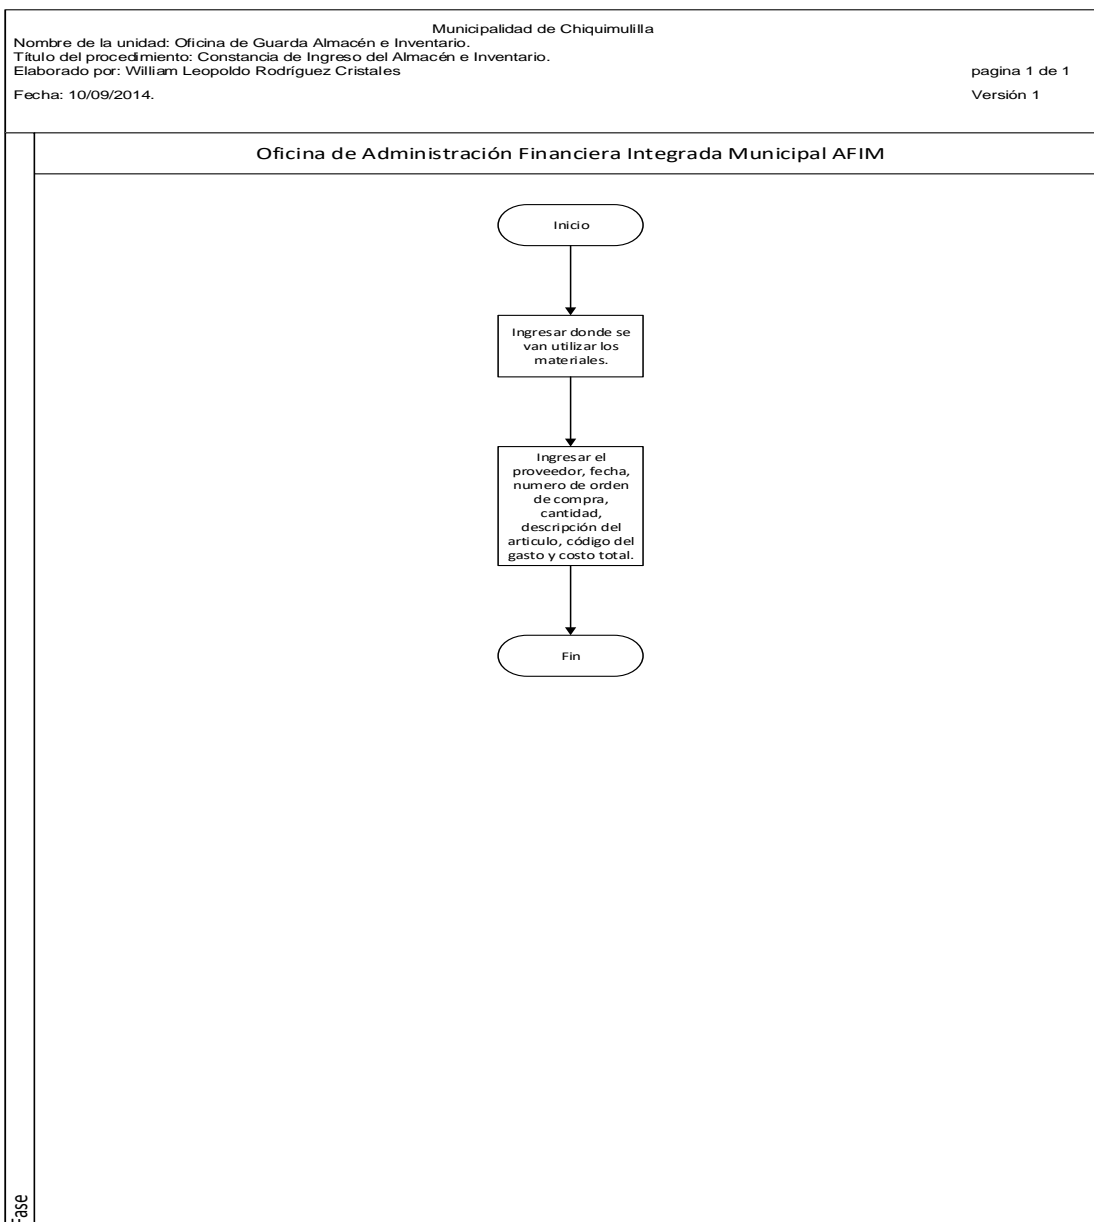 Municipalidad de Chiquimulilla
Nombre de la unidad: Oficina de Guarda Almacén e Inventario.
Título del procedimiento: Constancia de Ingreso del Almacén e Inventario.
Elaborado por: William Leopoldo Rodríguez Cristales
pagina 1 de 1
Fecha: 10/09/2014.
Versión 1
Oficina de Administración Financiera Integrada Municipal AFIM
Inicio
Ingresar donde se
van utilizar los
materiales.
Ingresar el
proveedor, fecha,
numero de orden
de compra,
cantidad,
descripción del
articulo, código del
gasto y costo total.
Fin
Fase